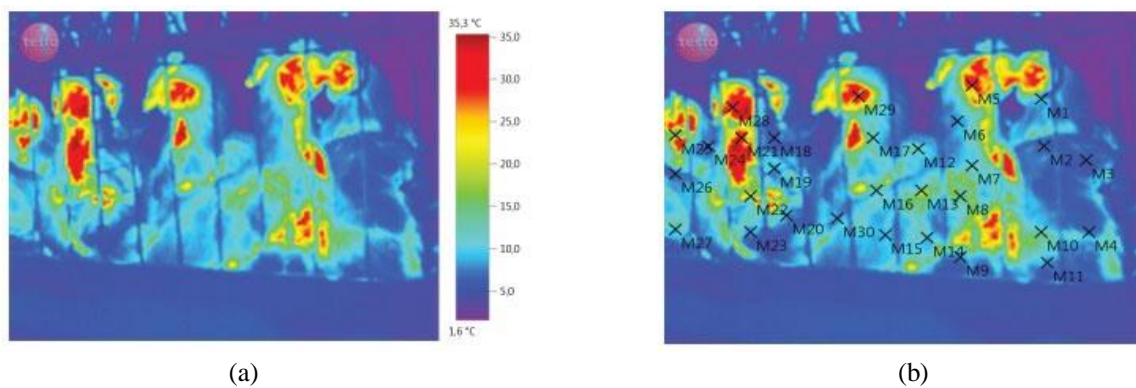 testo
35,3 °C
35,0
30,0
25,0
20,0
15,0
10,0
5,0
1,6 °C
(a)
testo
M5
M1
M28
M29
M6
M25
M24
M21
M18
M17
M12
M2
M3
M26
M19
M7
M22
M16
M13
M8
M27
M23
M20
M30
M15
M14
M10
M4
M9
M11
(b)